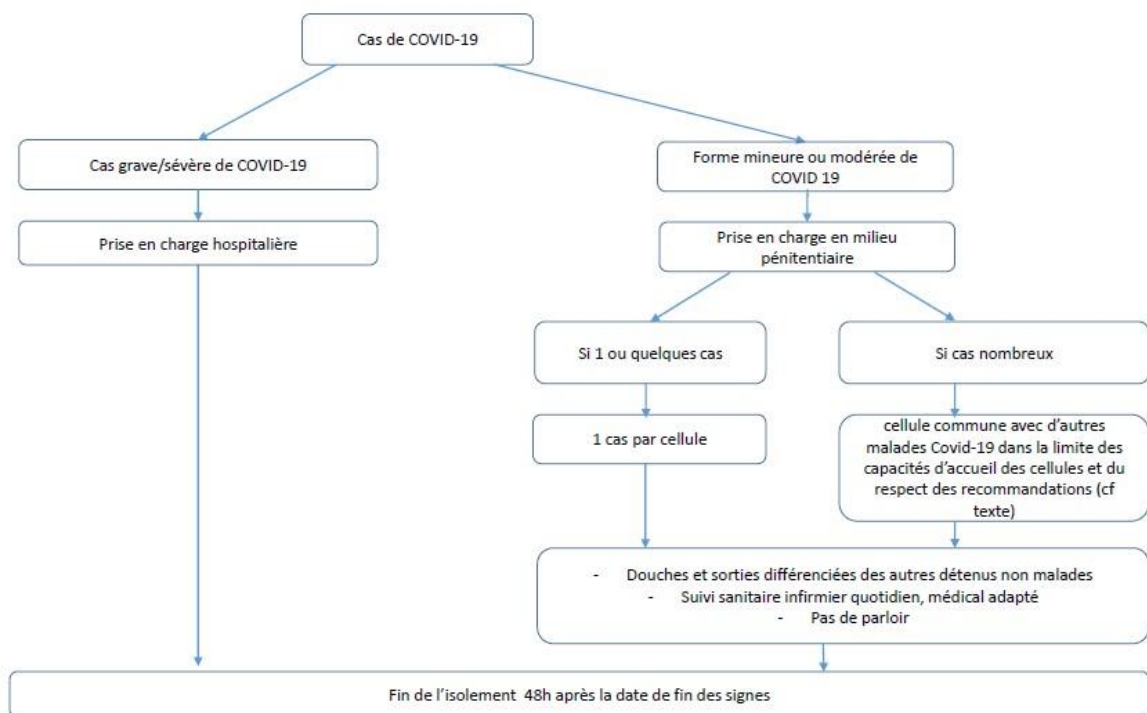 Cas de COVID-19
Cas grave/sévère de COVID-19
Forme mineure ou modérée de
COVID 19
Prise en charge hospitalière
Prise en charge en milieu
pénitentiaire
Si 1 ou quelques cas
Si cas nombreux
1 cas par cellule
cellule commune avec d’autres
malades Covid-19 dans la limite des
capacités d’accueil des cellules et du
respect des recommandations (cf
texte)
- Douches et sorties différenciées des autres détenus non malades
- Suivi sanitaire infirmier quotidien, médical adapté
- Pas de parloir
Fin de l’isolement 48h après la date de fin des signes